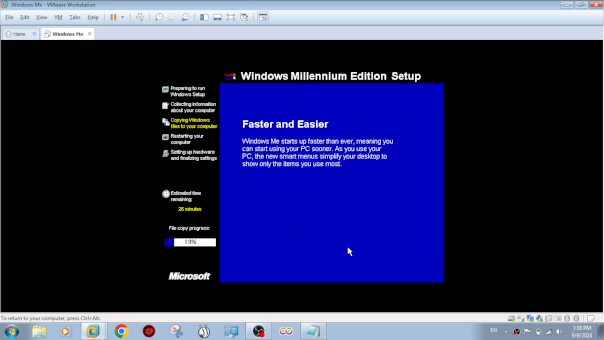 Windows Me - VMware Workstation
File Edit View VM Tabs Help
Home
Windows Me
Windows Millennium Edition Setup
Preparing to run
Windows Setup
Collecting information
about your computer
Copying Windows
files to your computer
Restarting your
computer
Setting up hardware
and finalizing settings
Estimated time
remaining:
26 minutes
File copy progress:
19%
Microsoft
Faster and Easier
Windows Me starts up faster than ever, meaning you
can start using your PC sooner. As you use your
PC, the new smart menus simplify your desktop to
show only the items you use most.
To return to your computer, press Ctrl+Alt.
EN
1:38 PM
9/9/2024